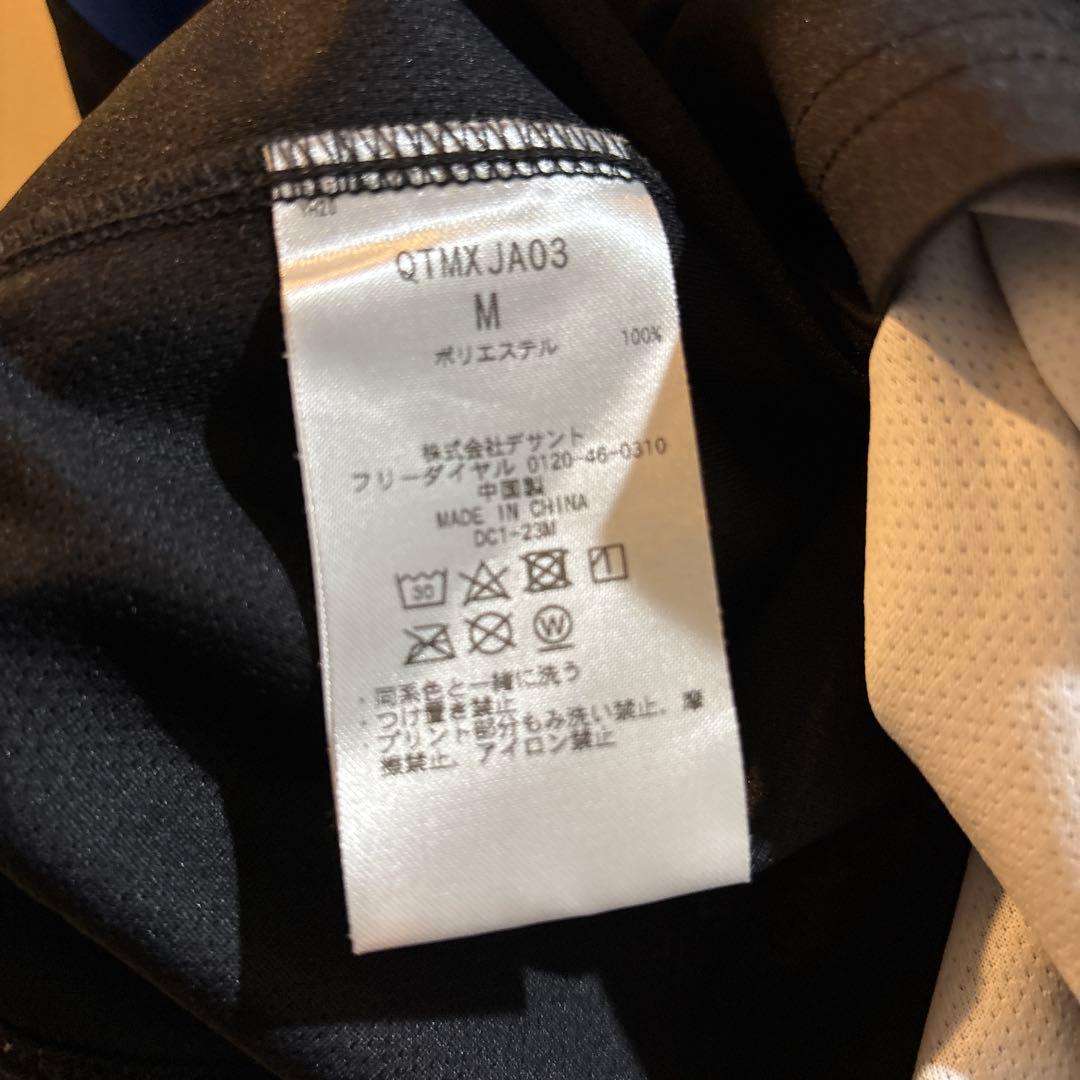 QTMXJA03
M
ポリエステル 100%
株式会社デサント
フリーダイヤル 0120-46-0310
中国製
MADE IN CHINA
DC1-23M
30
W
・同系色と一緒に洗う
・つけ置き禁止
・プリント部分もみ洗い禁止、摩
擦禁止、アイロン禁止